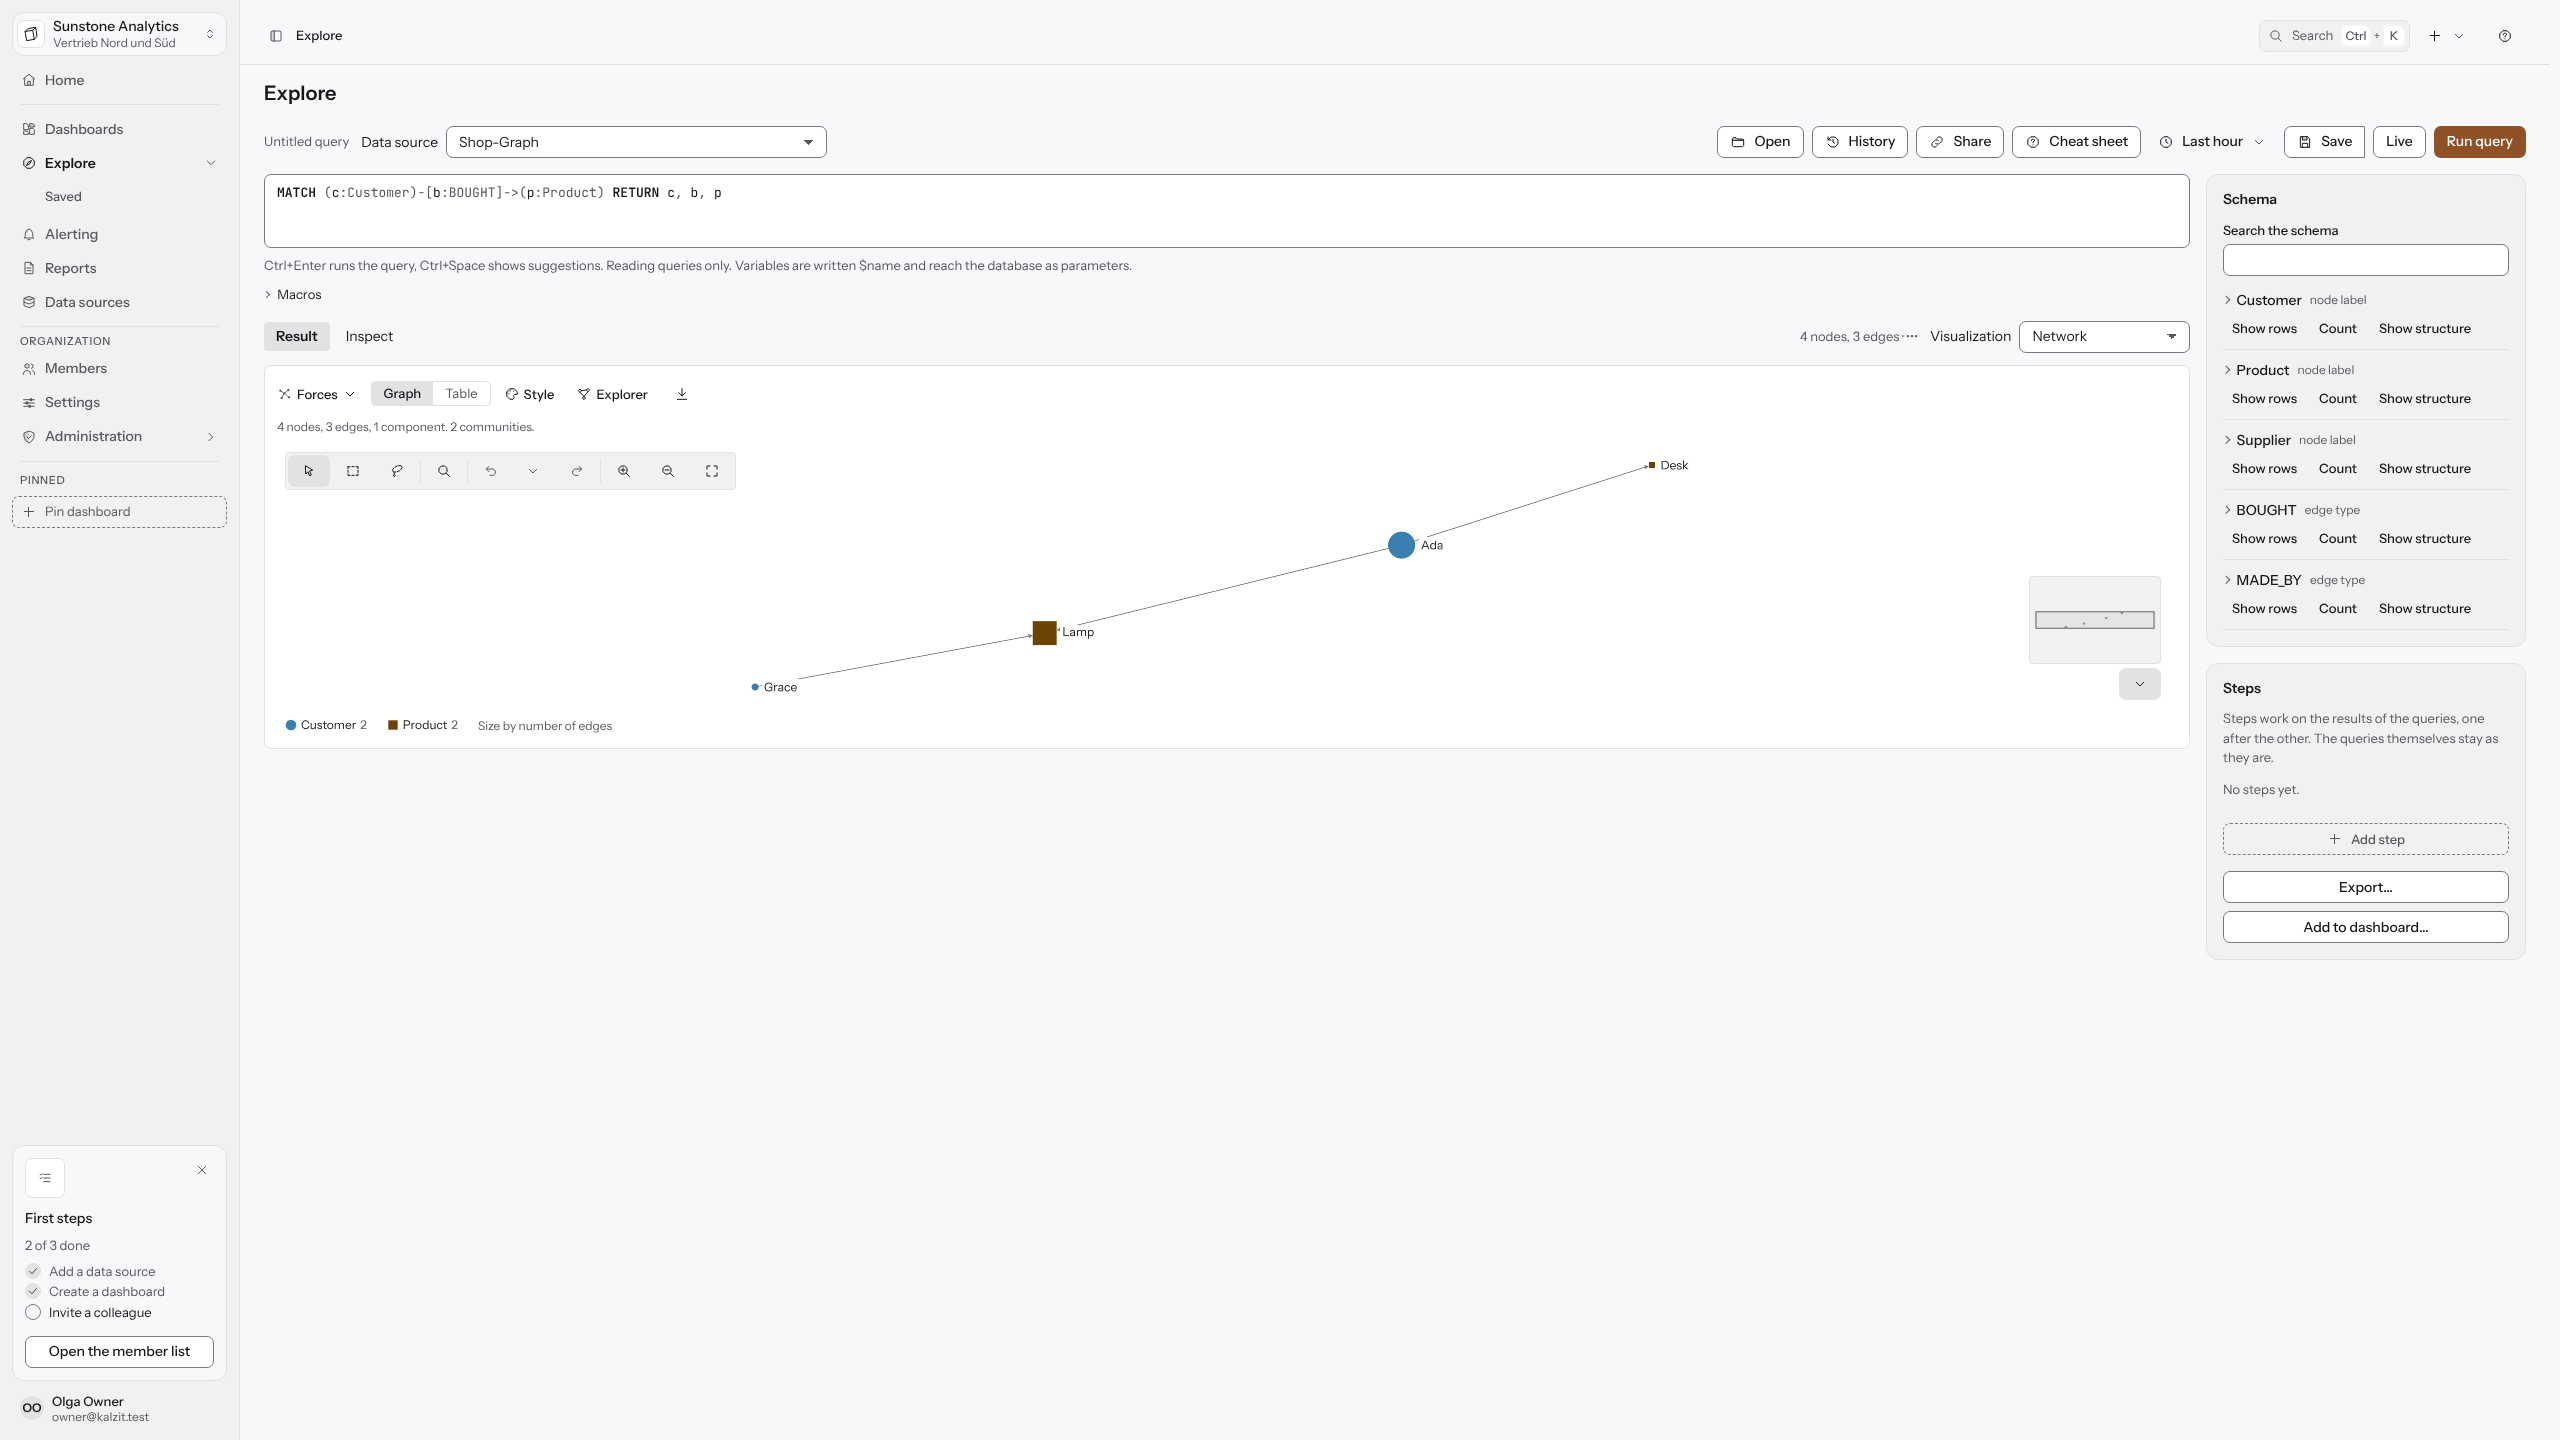 Sunstone Analytics
Vertrieb Nord und Süd
Home
Dashboards
Explore
Saved
Alerting
Reports
Data sources
ORGANIZATION
Members
Settings
Administration
PINNED
Pin dashboard
First steps
2 of 3 done
Add a data source
Create a dashboard
Invite a colleague
Open the member list
OO
Olga Owner
owner@kalzit.test
Explore
Search Ctrl + K
Explore
Untitled query Data source Shop-Graph
Open History Share Cheat sheet Last hour Save Live Run query
MATCH (c:Customer)-[b:BOUGHT]->(p:Product) RETURN c, b, p
Ctrl+Enter runs the query, Ctrl+Space shows suggestions. Reading queries only. Variables are written $name and reach the database as parameters.
Macros
Result Inspect
4 nodes, 3 edges · ··· Visualization Network
Forces Graph Table Style Explorer
4 nodes, 3 edges, 1 component. 2 communities.
Desk
Ada
Lamp
Grace
Customer 2 Product 2 Size by number of edges
Schema
Search the schema
Customer node label
Show rows Count Show structure
Product node label
Show rows Count Show structure
Supplier node label
Show rows Count Show structure
BOUGHT edge type
Show rows Count Show structure
MADE_BY edge type
Show rows Count Show structure
Steps
Steps work on the results of the queries, one
after the other. The queries themselves stay as
they are.
No steps yet.
Add step
Export...
Add to dashboard...